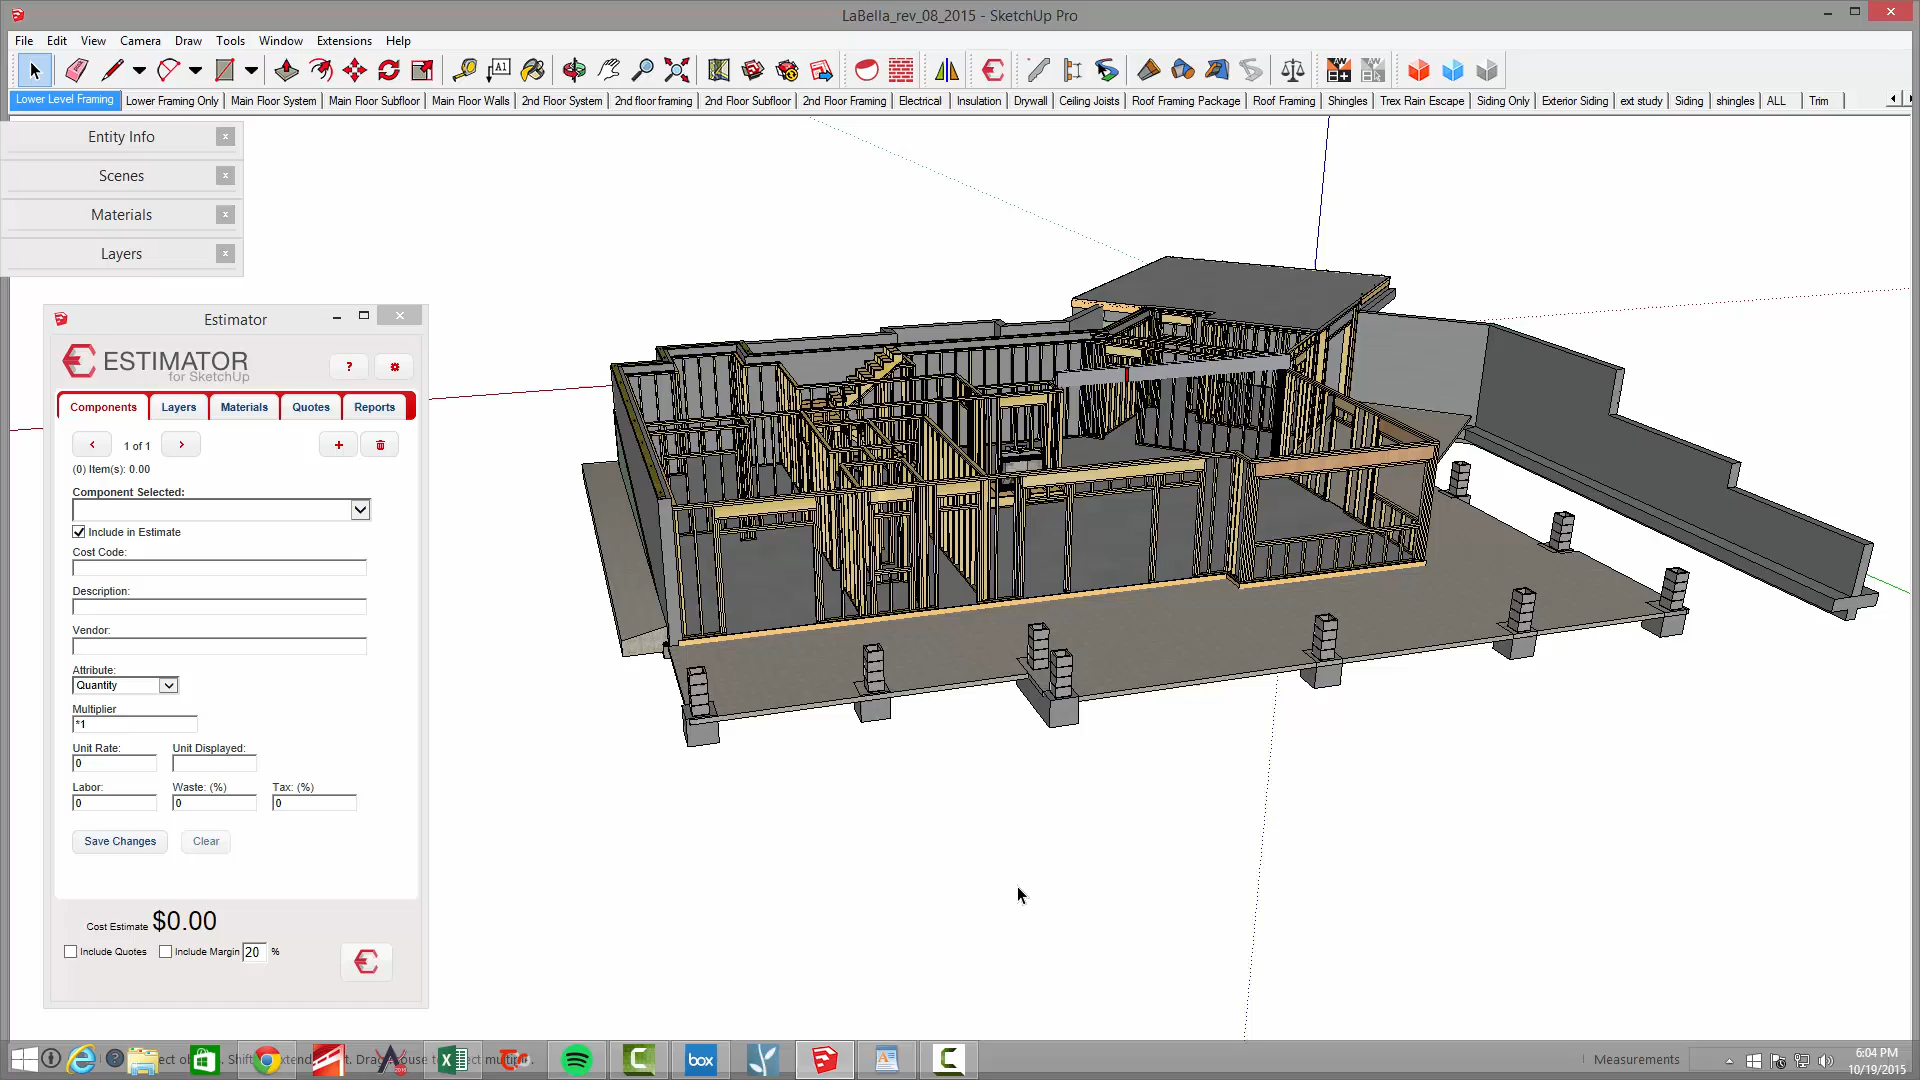 LaBella_rev_08_2015 - SketchUp Pro
File Edit View Camera Draw Tools Window Extensions Help
Lower Level Framing Lower Framing Only Main Floor System Main Floor Subfloor Main Floor Walls 2nd Floor System 2nd floor framing 2nd Floor Subfloor 2nd Floor Framing Electrical Insulation Drywall Ceiling Joists Roof Framing Package Roof Framing Shingles Trex Rain Escape Siding Only Exterior Siding ext study Siding shingles ALL Trim
Entity Info
Scenes
Materials
Layers
Estimator
ESTIMATOR
for SketchUp
?
Components Layers Materials Quotes Reports
< 1 of 1 > +
(0) Item(s): 0.00
Component Selected:
Include in Estimate
Cost Code:
Description:
Vendor:
Attribute:
Quantity
Multiplier
*1
Unit Rate: Unit Displayed:
0
Labor: Waste: (%) Tax: (%)
0 0 0
Save Changes Clear
Cost Estimate $0.00
Include Quotes Include Margin 20 %
box
Measurements
6:04 PM
10/19/2015